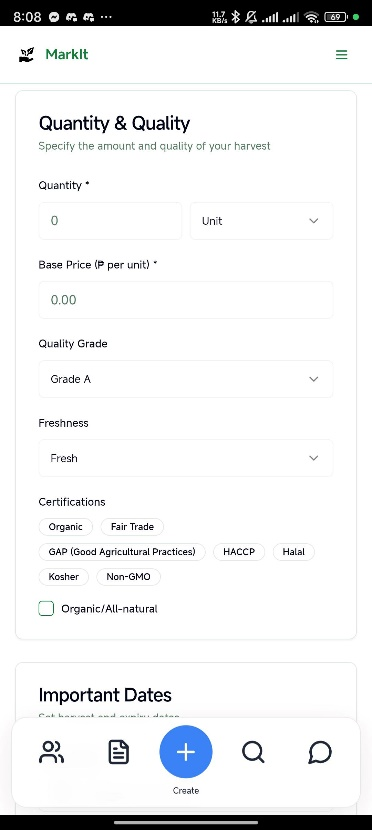 8:08
11.7
KB/s
69
MarkIt
Quantity & Quality
Specify the amount and quality of your harvest
Quantity *
0
Unit
Base Price (₱ per unit) *
0.00
Quality Grade
Grade A
Freshness
Fresh
Certifications
Organic
Fair Trade
GAP (Good Agricultural Practices)
HACCP
Halal
Kosher
Non-GMO
Organic/All-natural
Important Dates
Set harvest and expiry dates
Create